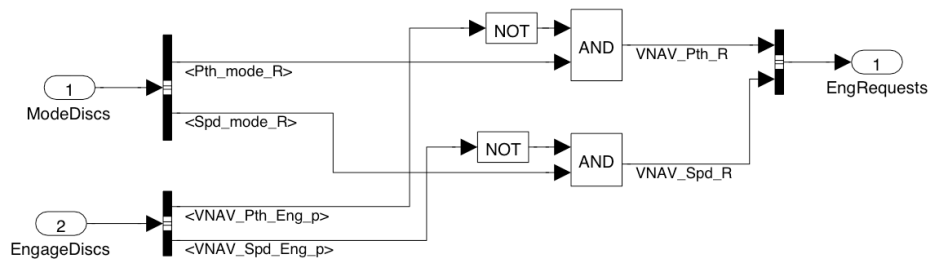 NOT
AND
<Pth_mode_R>
VNAV_Pth_R
1
ModeDiscs
1
EngRequests
<Spd_mode_R>
NOT
AND
VNAV_Spd_R
<VNAV_Pth_Eng_p>
2
EngageDiscs
<VNAV_Spd_Eng_p>